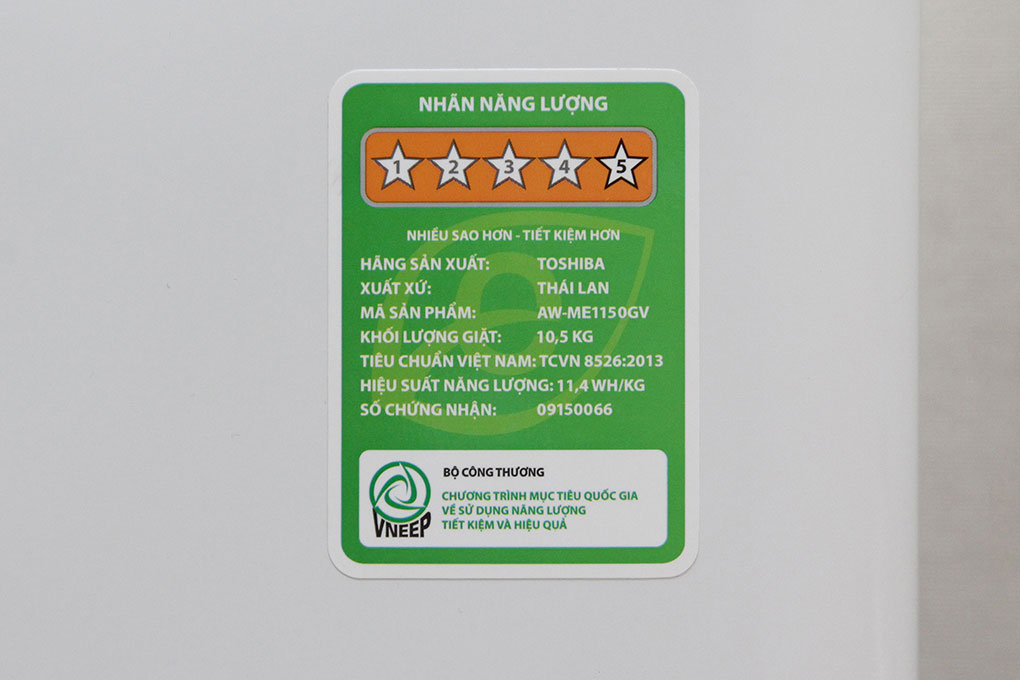 NHÃN NĂNG LƯỢNG
1 2 3 4 5
NHIỀU SAO HƠN - TIẾT KIỆM HƠN
HÃNG SẢN XUẤT: TOSHIBA
XUẤT XỨ: THÁI LAN
MÃ SẢN PHẨM: AW-ME1150GV
KHỐI LƯỢNG GIẶT: 10,5 KG
TIÊU CHUẨN VIỆT NAM: TCVN 8526:2013
HIỆU SUẤT NĂNG LƯỢNG: 11,4 WH/KG
SỐ CHỨNG NHẬN: 09150066
BỘ CÔNG THƯƠNG
CHƯƠNG TRÌNH MỤC TIÊU QUỐC GIA
VỀ SỬ DỤNG NĂNG LƯỢNG
TIẾT KIỆM VÀ HIỆU QUẢ
VNEEP